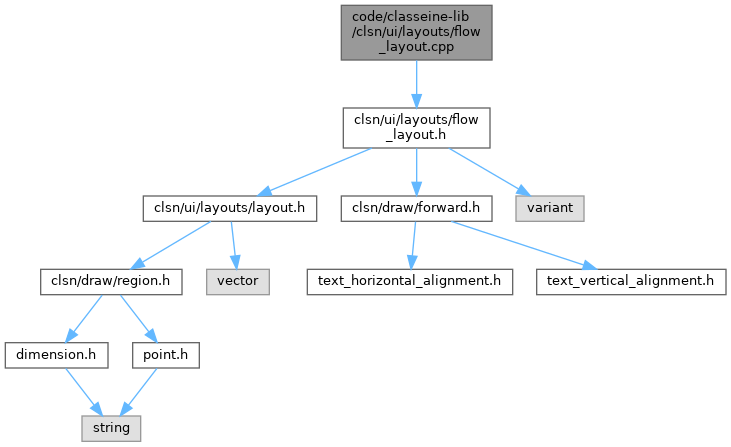 code/classeine-lib
/clsn/ui/layouts/flow
_layout.cpp
clsn/ui/layouts/flow
_layout.h
clsn/ui/layouts/layout.h
clsn/draw/forward.h
variant
clsn/draw/region.h
vector
text_horizontal_alignment.h
text_vertical_alignment.h
dimension.h
point.h
string